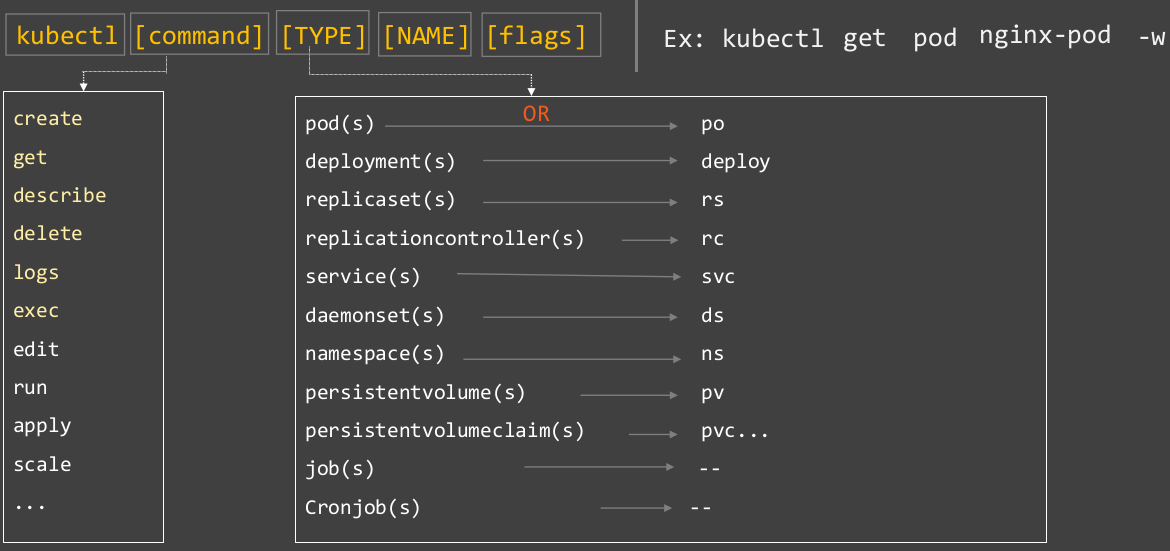 kubectl [command] [TYPE] [NAME] [flags]
Ex: kubectl get pod nginx-pod -w
create
get
describe
delete
logs
exec
edit
run
apply
scale
...
OR
pod(s) po
deployment(s) deploy
replicaset(s) rs
replicationcontroller(s) rc
service(s) svc
daemonset(s) ds
namespace(s) ns
persistentvolume(s) pv
persistentvolumeclaim(s) pvc...
job(s) --
Cronjob(s) --